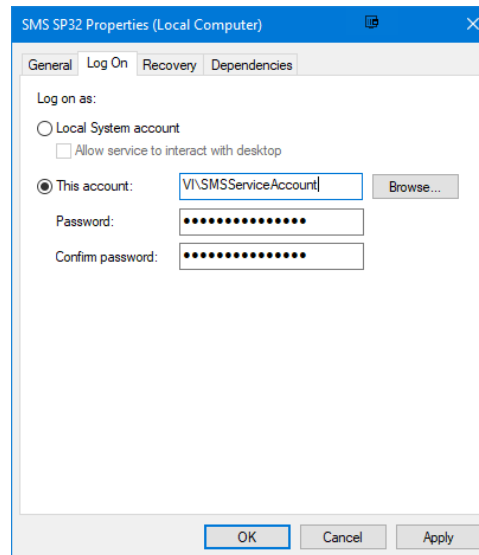 SMS SP32 Properties (Local Computer)
General Log On Recovery Dependencies
Log on as:
Local System account
Allow service to interact with desktop
This account: VI\SMSServiceAccount Browse...
Password: •••••••••••••••
Confirm password: •••••••••••••••
OK Cancel Apply